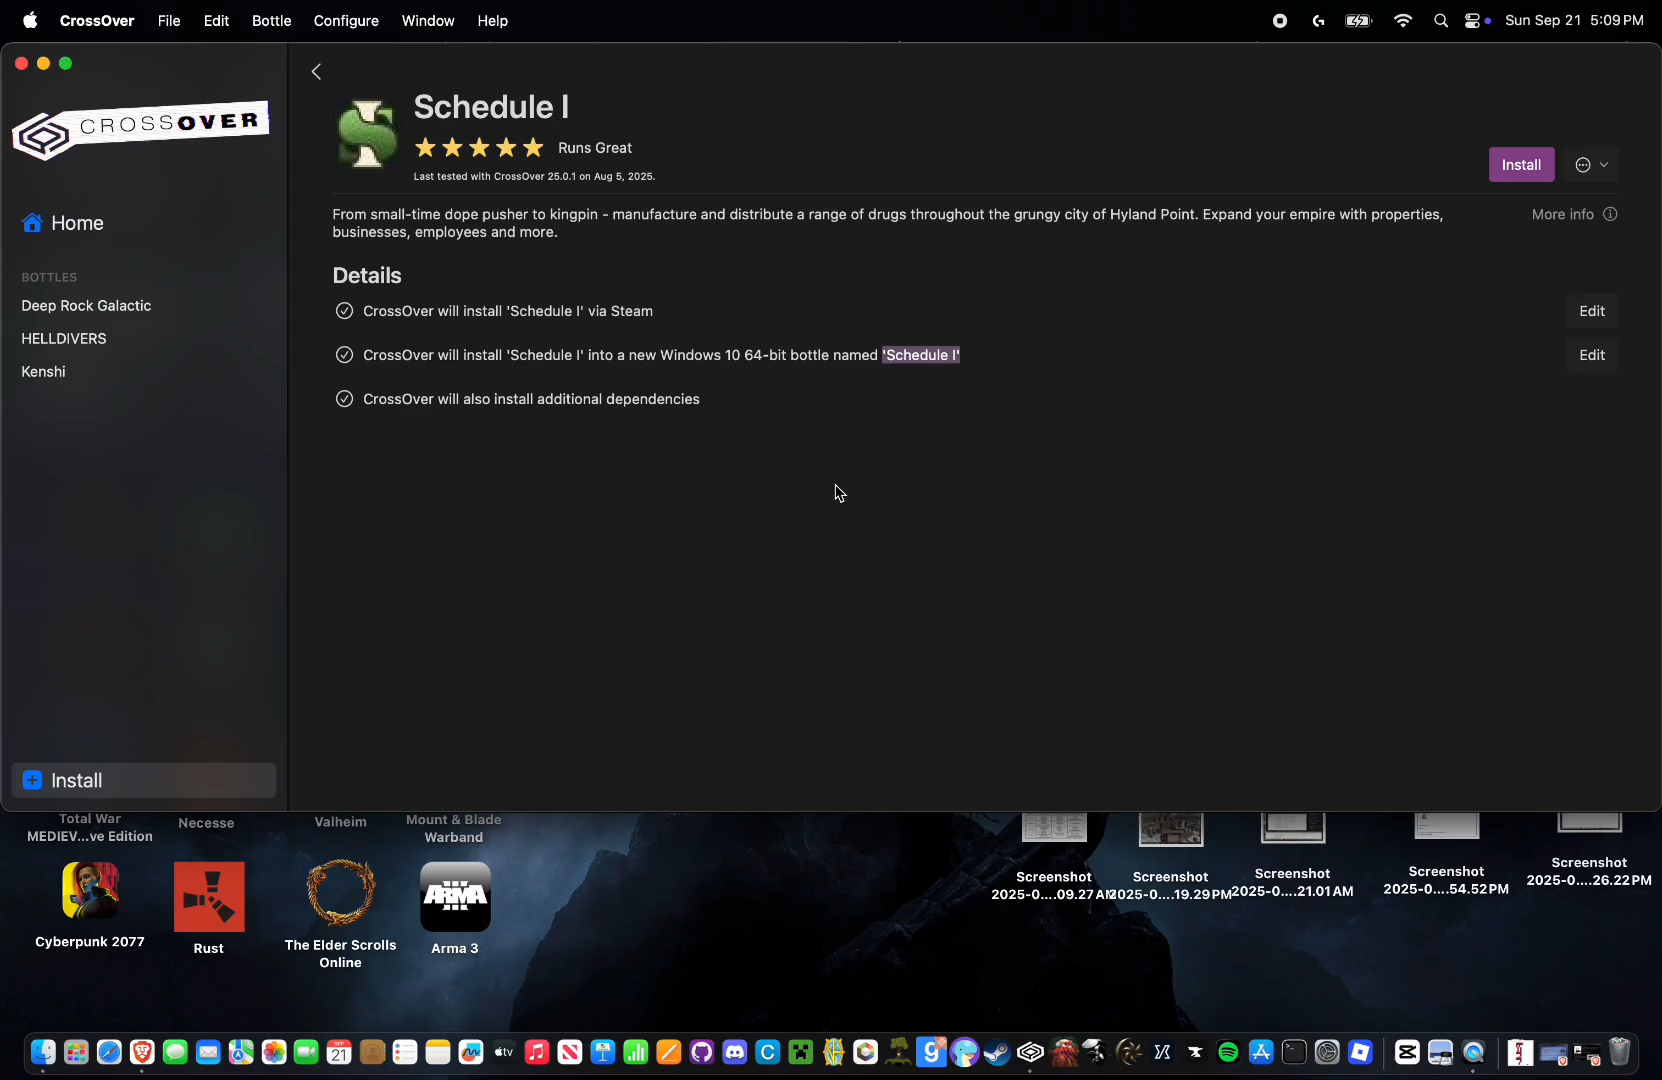 CrossOver File Edit Bottle Configure Window Help
Sun Sep 21 5:09 PM
CROSSOVER
Home
BOTTLES
Deep Rock Galactic
HELLDIVERS
Kenshi
Install
Schedule I
Runs Great
Last tested with CrossOver 25.0.1 on Aug 5, 2025.
Install
From small-time dope pusher to kingpin - manufacture and distribute a range of drugs throughout the grungy city of Hyland Point. Expand your empire with properties,
businesses, employees and more.
More info
Details
CrossOver will install 'Schedule I' via Steam
Edit
CrossOver will install 'Schedule I' into a new Windows 10 64-bit bottle named 'Schedule I'
Edit
CrossOver will also install additional dependencies
Total War
MEDIEV...ve Edition
Necesse
Valheim
Mount & Blade
Warband
Cyberpunk 2077
Rust
The Elder Scrolls
Online
ARMA
III
Arma 3
Screenshot
2025-0....09.27 AM
Screenshot
2025-0....19.29 PM
Screenshot
2025-0....21.01 AM
Screenshot
2025-0....54.52 PM
Screenshot
2025-0....26.22 PM
SEP
21
tv